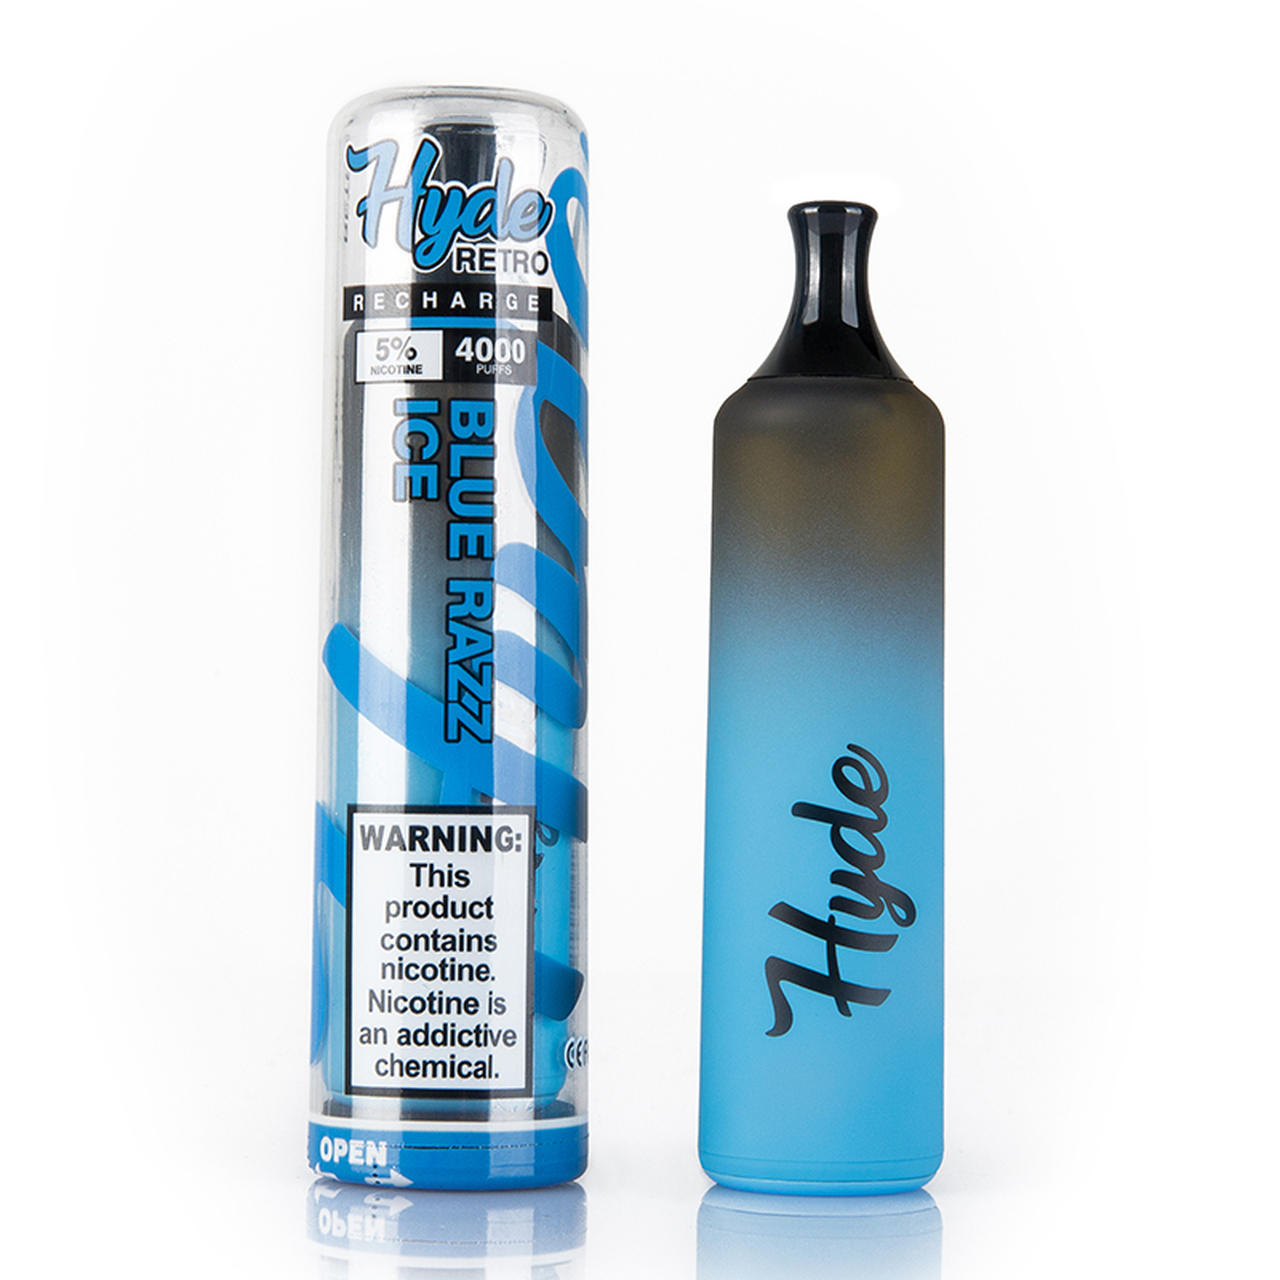 Hyde
RETRO
RECHARGE
5%
NICOTINE
4000
PUFFS
BLUE RAZZ
ICE
WARNING:
This
product
contains
nicotine.
Nicotine is
an addictive
chemical.
OPEN
Hyde